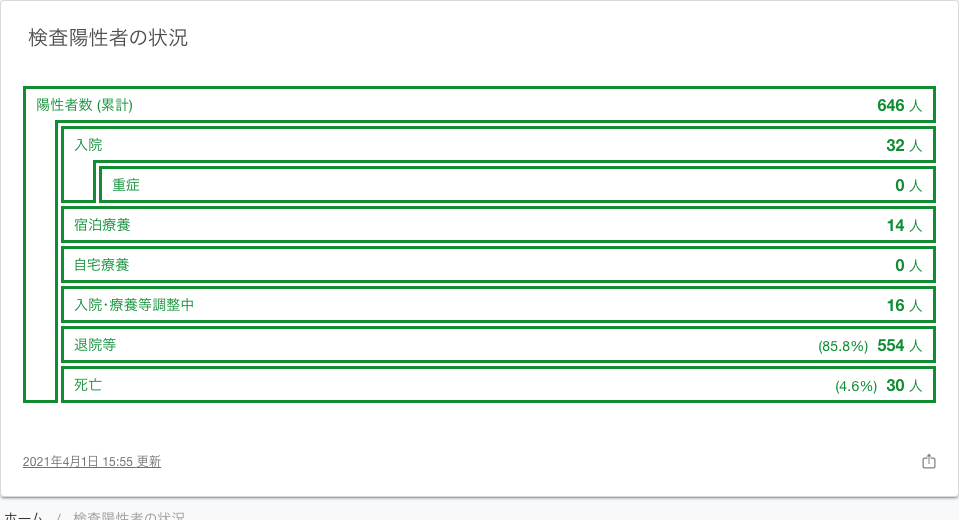 検査陽性者の状況
陽性者数 (累計) 646 人
入院 32 人
重症 0 人
宿泊療養 14 人
自宅療養 0 人
入院･療養等調整中 16 人
退院等 (85.8%) 554 人
死亡 (4.6%) 30 人
2021年4月1日 15:55 更新
ホーム / 検査陽性者の状況